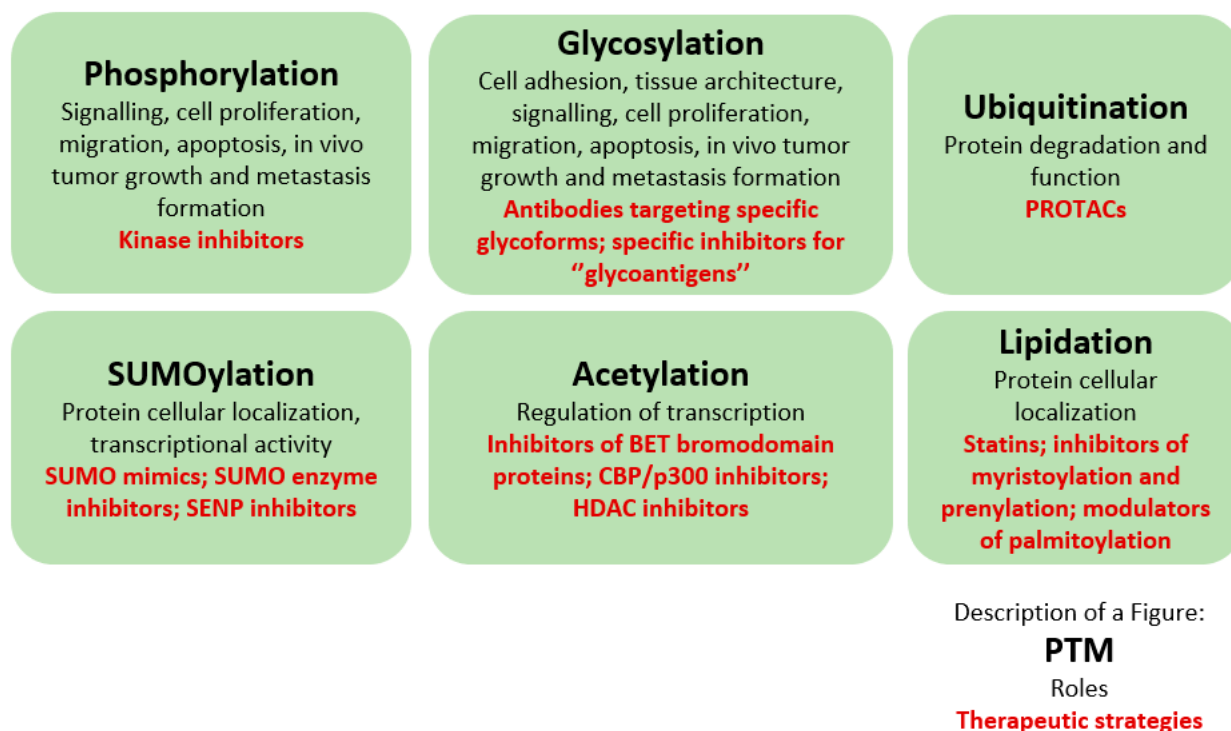 Phosphorylation
Signalling, cell proliferation,
migration, apoptosis, in vivo
tumor growth and metastasis
formation
Kinase inhibitors
Glycosylation
Cell adhesion, tissue architecture,
signalling, cell proliferation,
migration, apoptosis, in vivo tumor
growth and metastasis formation
Antibodies targeting specific
glycoforms; specific inhibitors for
‘‘glycoantigens’’
Ubiquitination
Protein degradation and
function
PROTACs
SUMOylation
Protein cellular localization,
transcriptional activity
SUMO mimics; SUMO enzyme
inhibitors; SENP inhibitors
Acetylation
Regulation of transcription
Inhibitors of BET bromodomain
proteins; CBP/p300 inhibitors;
HDAC inhibitors
Lipidation
Protein cellular
localization
Statins; inhibitors of
myristoylation and
prenylation; modulators
of palmitoylation
Description of a Figure:
PTM
Roles
Therapeutic strategies